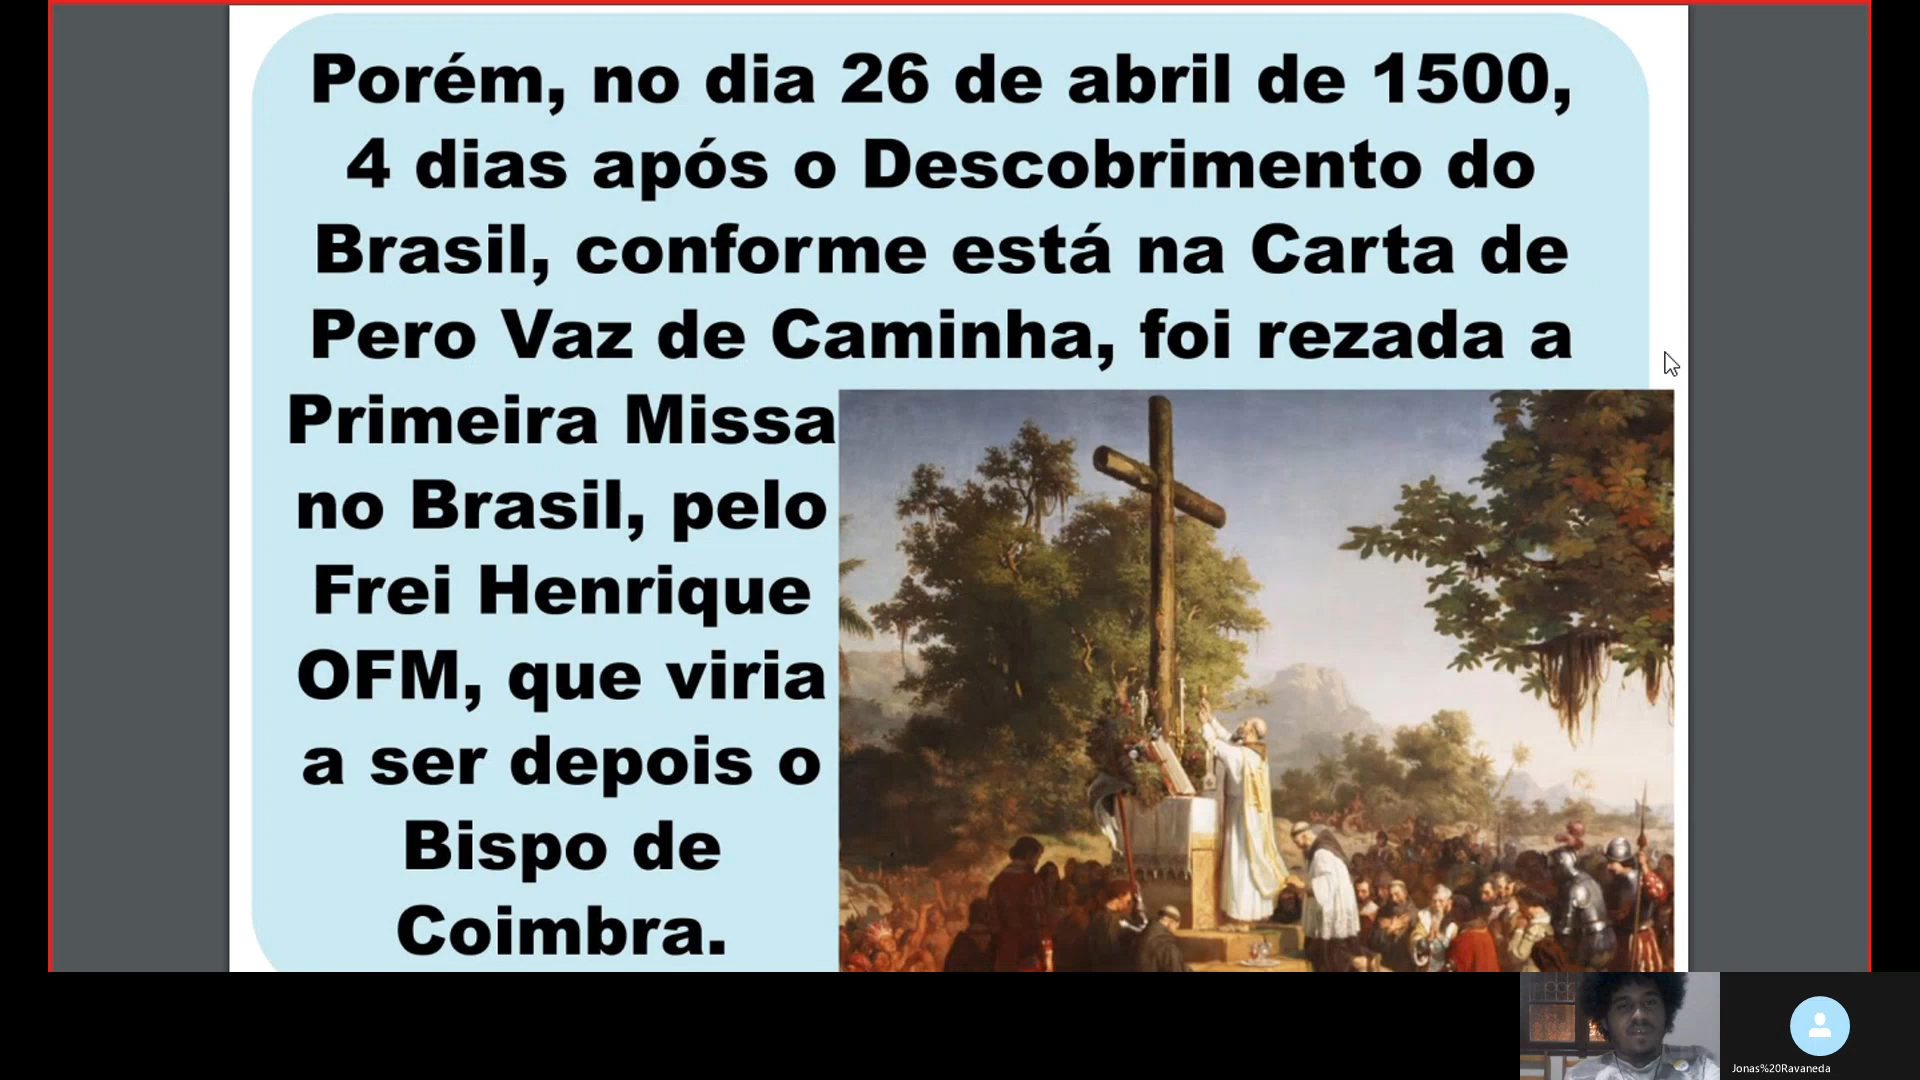 Porém, no dia 26 de abril de 1500,
4 dias após o Descobrimento do
Brasil, conforme está na Carta de
Pero Vaz de Caminha, foi rezada a
Primeira Missa
no Brasil, pelo
Frei Henrique
OFM, que viria
a ser depois o
Bispo de
Coimbra.
Jonas%20Ravaneda